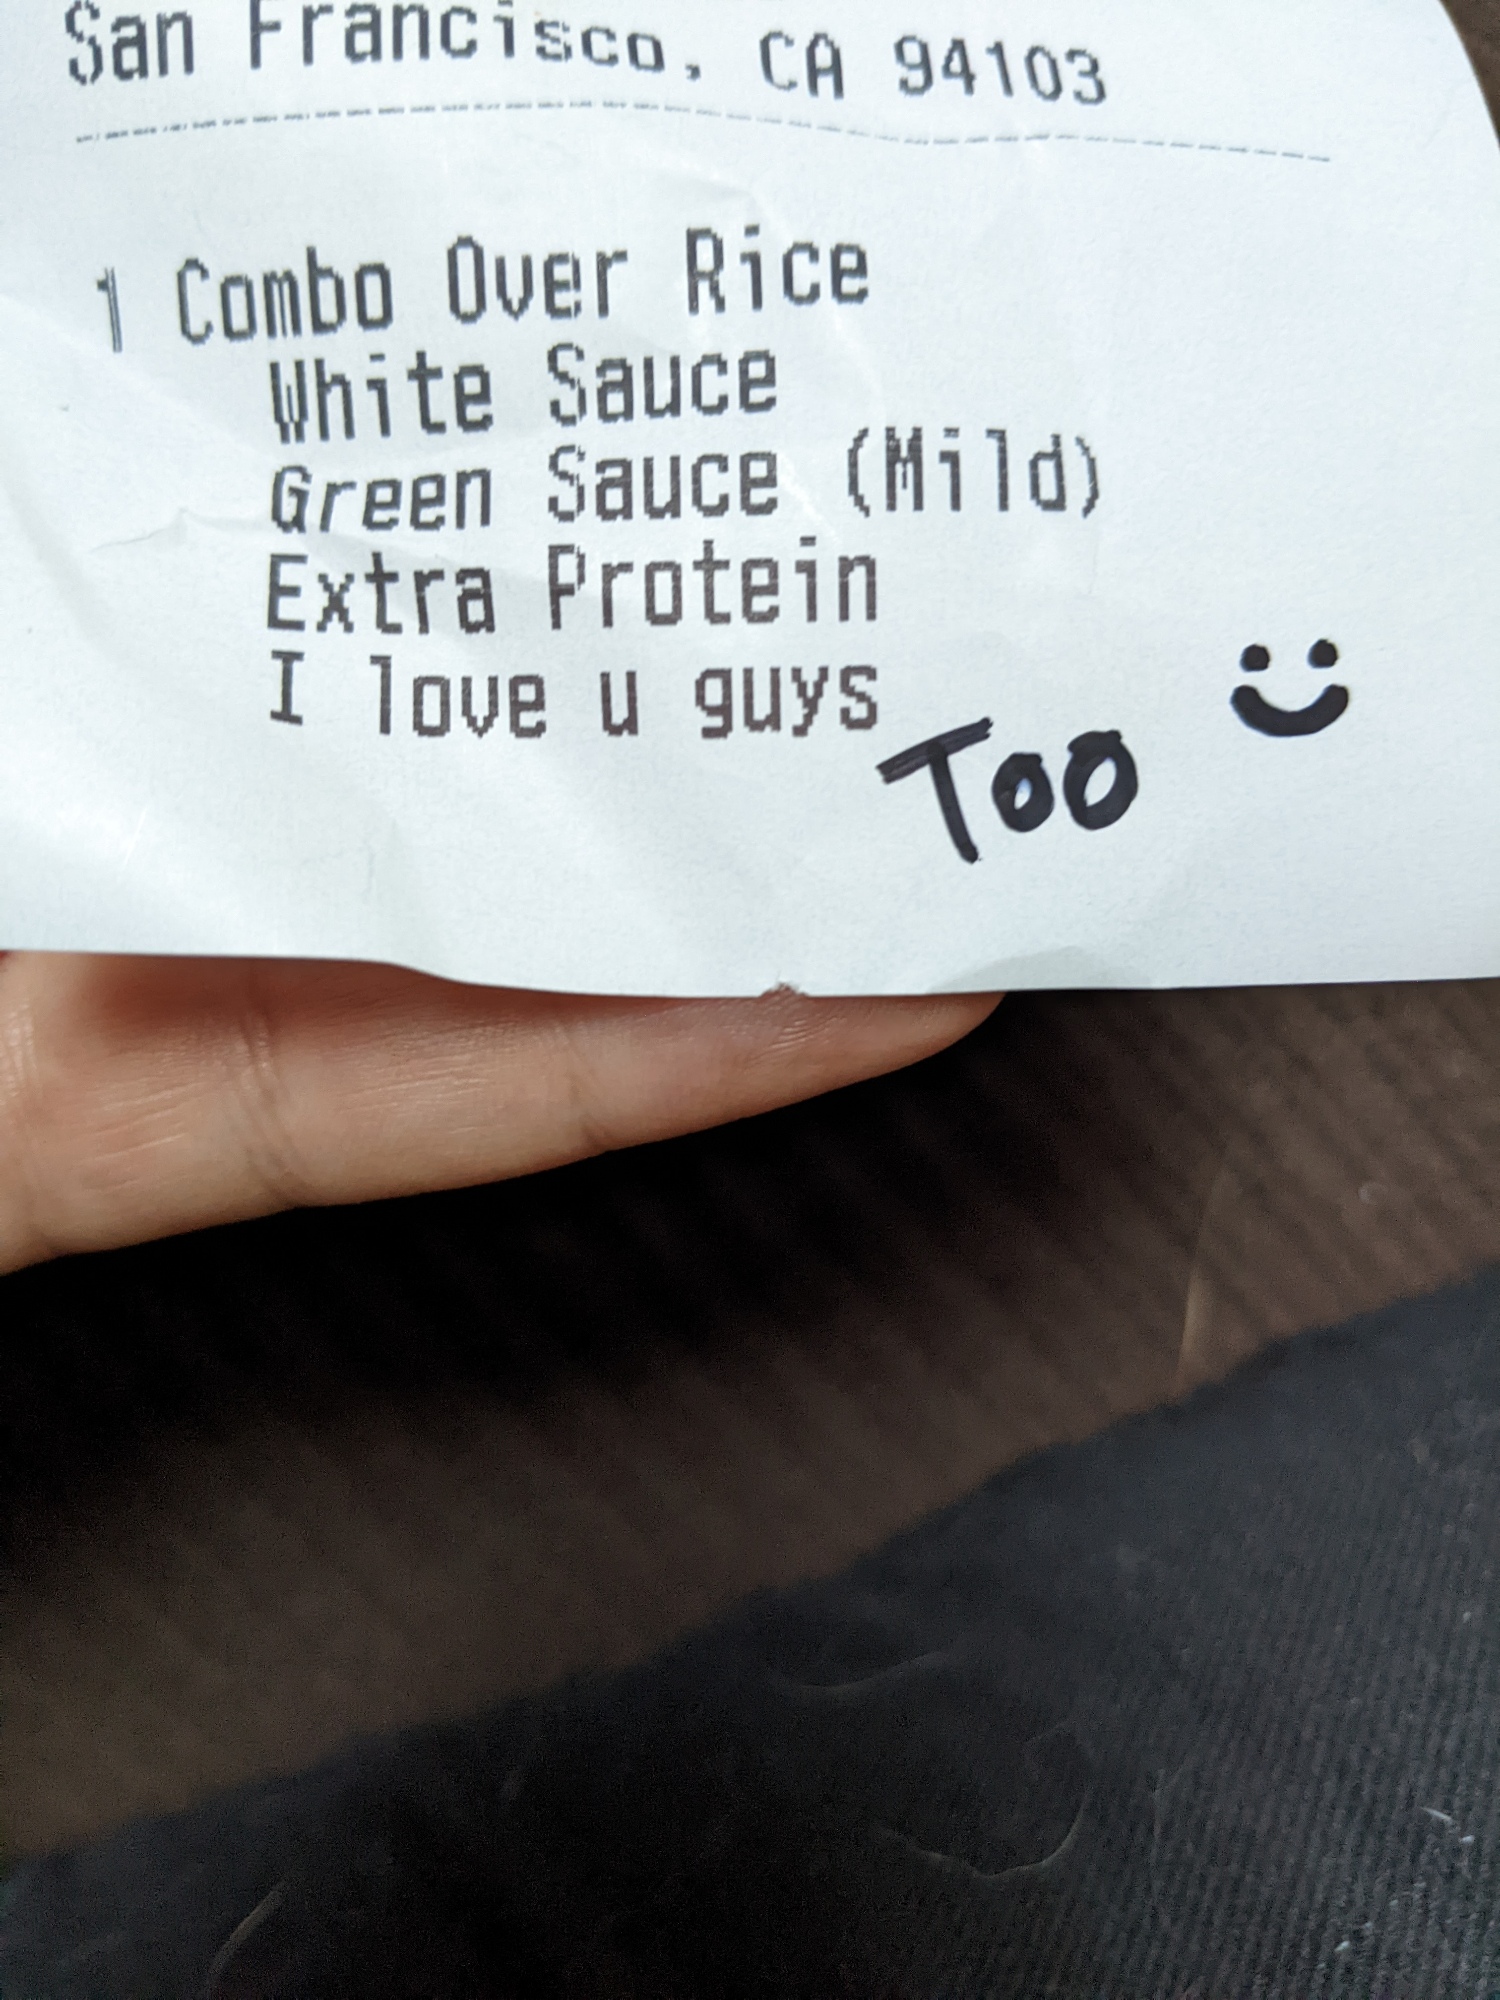 San Francisco, CA 94103
1 Combo Over Rice
White Sauce
Green Sauce (Mild)
Extra Protein
I love u guys
Too